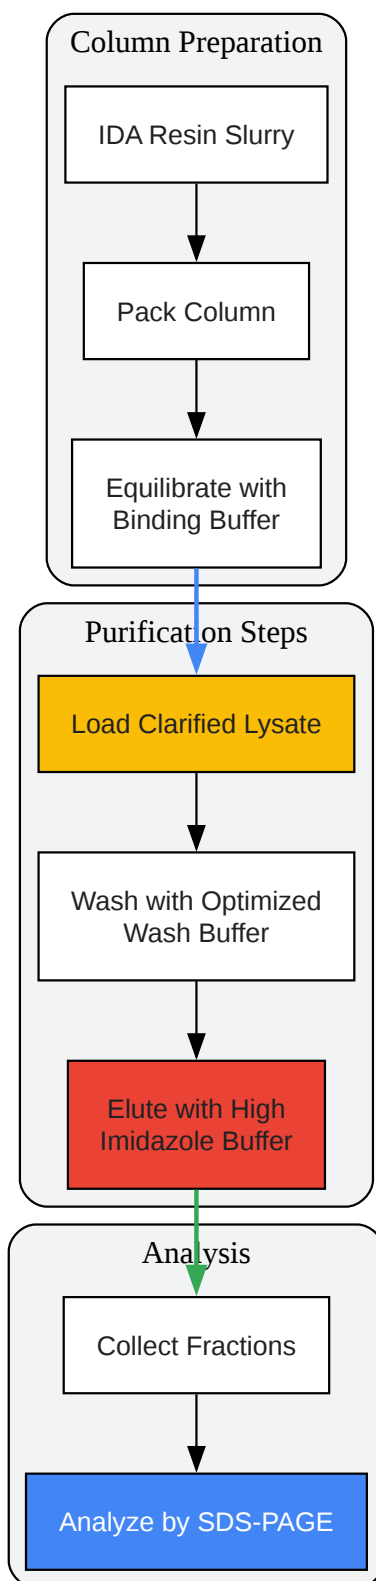 Column Preparation
IDA Resin Slurry
Pack Column
Equilibrate with
Binding Buffer
Purification Steps
Load Clarified Lysate
Wash with Optimized
Wash Buffer
Elute with High
Imidazole Buffer
Analysis
Collect Fractions
Analyze by SDS-PAGE